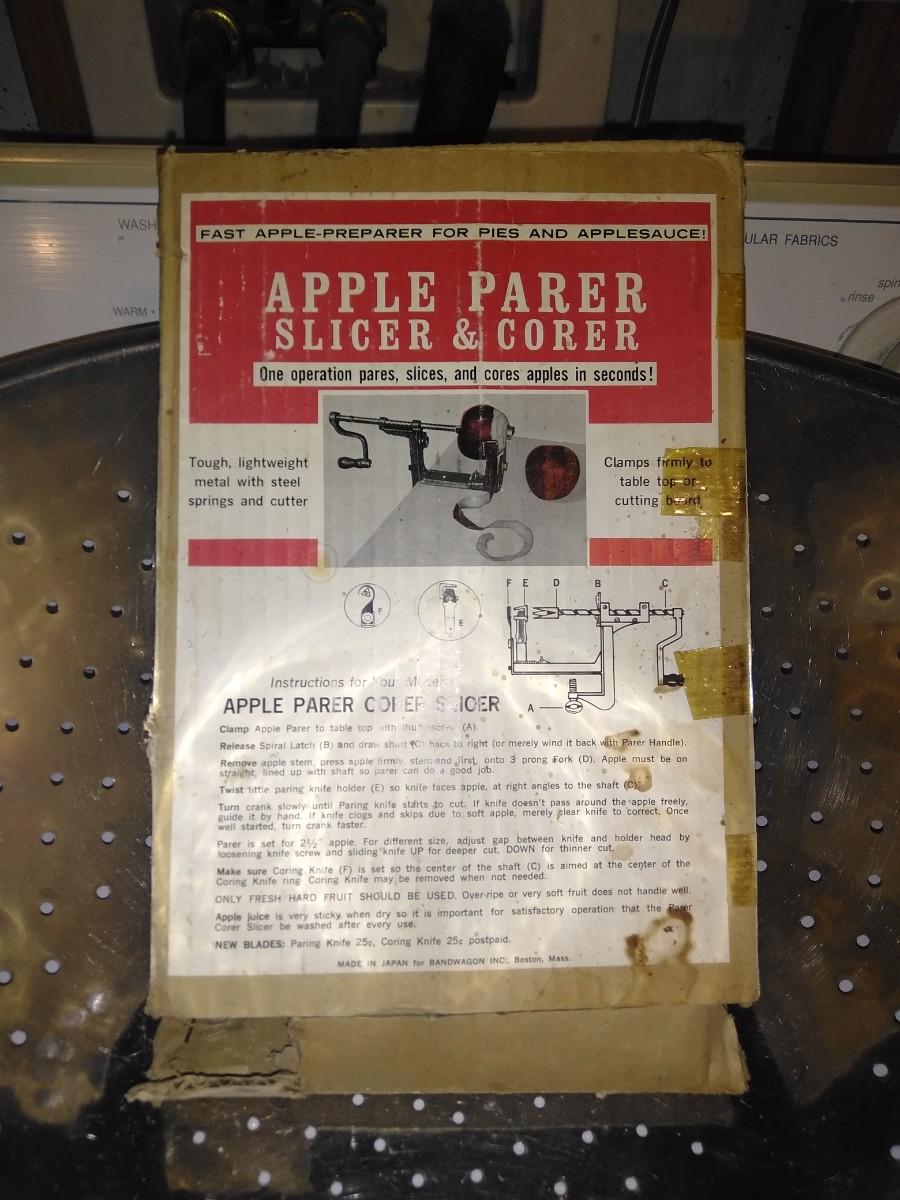 WASH
WARM
ULAR FABRICS
spin
rinse
FAST APPLE-PREPARER FOR PIES AND APPLESAUCE!
APPLE PARER
SLICER & CORER
One operation pares, slices, and cores apples in seconds!
Tough, lightweight
metal with steel
springs and cutter
Clamps firmly to
table top or
cutting board
F
E
F E D B C
A
Instructions for Your
APPLE PARER CORER SLICER
Clamp Apple Parer to table top with thumb screw (A).
Release Spiral Latch (B) and draw shaft (C) back to right (or merely wind it back with Parer Handle).
Remove apple stem, press apple firmly, stem end first, onto 3 prong Fork (D). Apple must be on
straight, lined up with shaft so parer can do a good job.
Twist little paring knife holder (E) so knife faces apple, at right angles to the shaft (C).
Turn crank slowly until Paring knife starts to cut. If knife doesn't pass around the apple freely,
guide it by hand. If knife clogs and skips due to soft apple, merely clear knife to correct. Once
well started, turn crank faster.
Parer is set for 2½" apple. For different size, adjust gap between knife and holder head by
loosening knife screw and sliding knife UP for deeper cut, DOWN for thinner cut.
Make sure Coring Knife (F) is set so the center of the shaft (C) is aimed at the center of the
Coring Knife ring. Coring Knife may be removed when not needed.
ONLY FRESH HARD FRUIT SHOULD BE USED. Over-ripe or very soft fruit does not handle well.
Apple juice is very sticky when dry so it is important for satisfactory operation that the Parer
Corer Slicer be washed after every use.
NEW BLADES: Paring Knife 25¢, Coring Knife 25¢ postpaid.
MADE IN JAPAN for BANDWAGON INC., Boston, Mass.